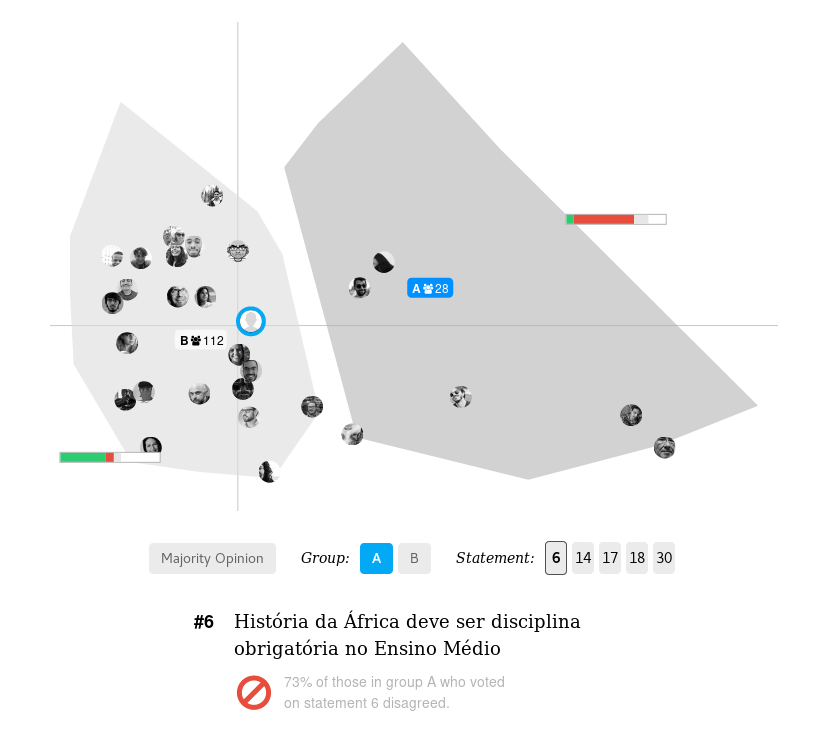 A 28
B 112
Majority Opinion Group: A B Statement: 6 14 17 18 30
#6 História da África deve ser disciplina
obrigatória no Ensino Médio
73% of those in group A who voted
on statement 6 disagreed.